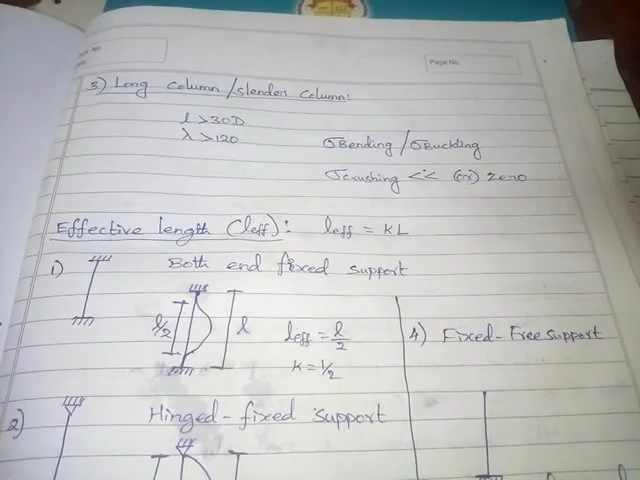 Page No
3) Long column/slender column:
l > 30D
λ > 120
σBending/σBuckling
σcrushing << (or) zero
Effective length (leff): leff = KL
1) Both end fixed support
l/2
l
leff = l/2
K = 1/2
4) Fixed-Free support
2) Hinged-fixed support